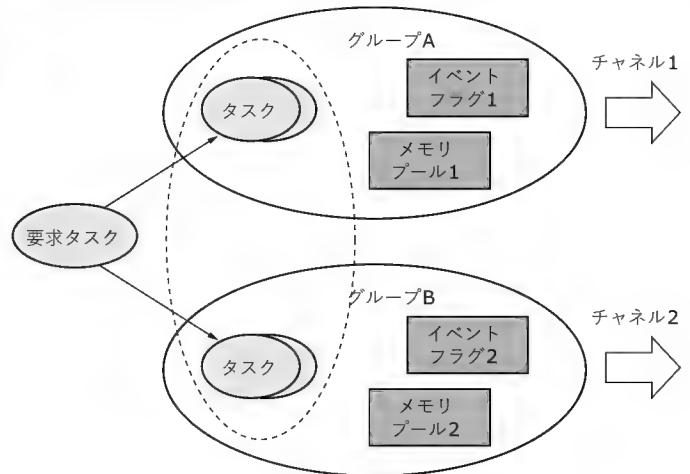 グループA
チャネル1
イベント
フラグ1
タスク
メモリ
プール1
要求タスク
グループB
チャネル2
イベント
フラグ2
タスク
メモリ
プール2